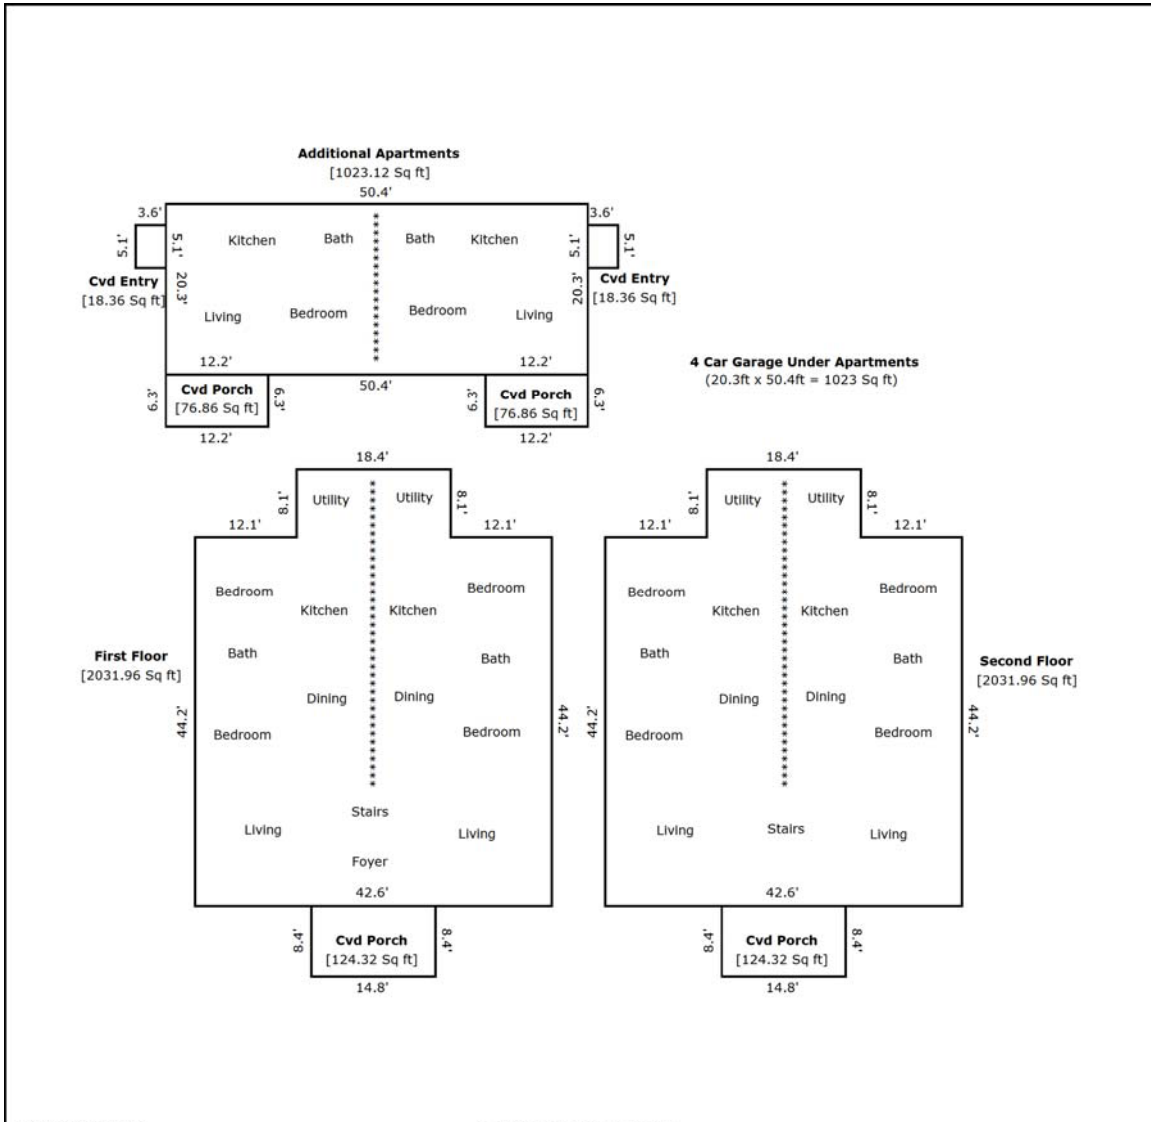 Additional Apartments
[1023.12 Sq ft]
50.4'
3.6'
3.6'
5.1'
5.1'
Kitchen
Bath
Bath
Kitchen
5.1'
5.1'
Cvd Entry
[18.36 Sq ft]
20.3'
20.3'
Cvd Entry
[18.36 Sq ft]
Living
Bedroom
Bedroom
Living
12.2'
12.2'
4 Car Garage Under Apartments
(20.3ft x 50.4ft = 1023 Sq ft)
6.3'
Cvd Porch
[76.86 Sq ft]
6.3'
50.4'
6.3'
Cvd Porch
[76.86 Sq ft]
6.3'
12.2'
12.2'
18.4'
8.1'
Utility
Utility
8.1'
12.1'
12.1'
Bedroom
Kitchen
Kitchen
Bedroom
First Floor
[2031.96 Sq ft]
Bath
Bath
Dining
Dining
44.2'
Bedroom
Bedroom
44.2'
Stairs
Living
Living
Foyer
42.6'
8.4'
Cvd Porch
[124.32 Sq ft]
8.4'
14.8'
18.4'
8.1'
Utility
Utility
8.1'
12.1'
12.1'
Bedroom
Kitchen
Kitchen
Bedroom
Bath
Bath
Second Floor
[2031.96 Sq ft]
Dining
Dining
44.2'
Bedroom
Bedroom
44.2'
Living
Stairs
Living
42.6'
8.4'
Cvd Porch
[124.32 Sq ft]
8.4'
14.8'